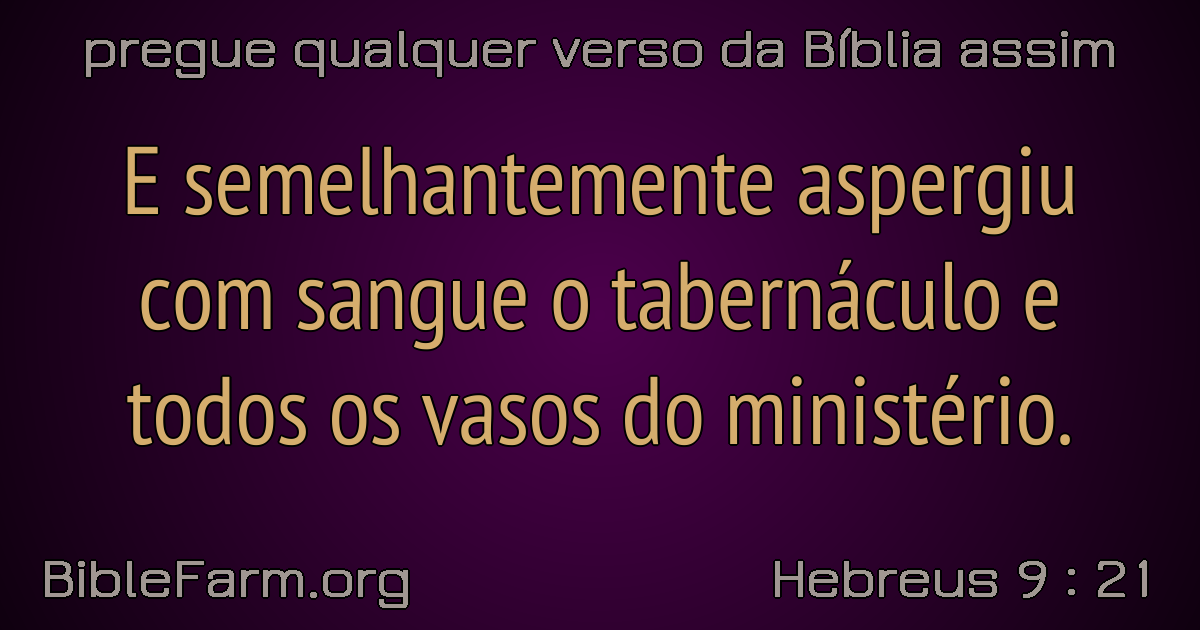 pregue qualquer verso da Bíblia assim
E semelhantemente aspergiu
com sangue o tabernáculo e
todos os vasos do ministério.
BibleFarm.org
Hebreus 9 : 21